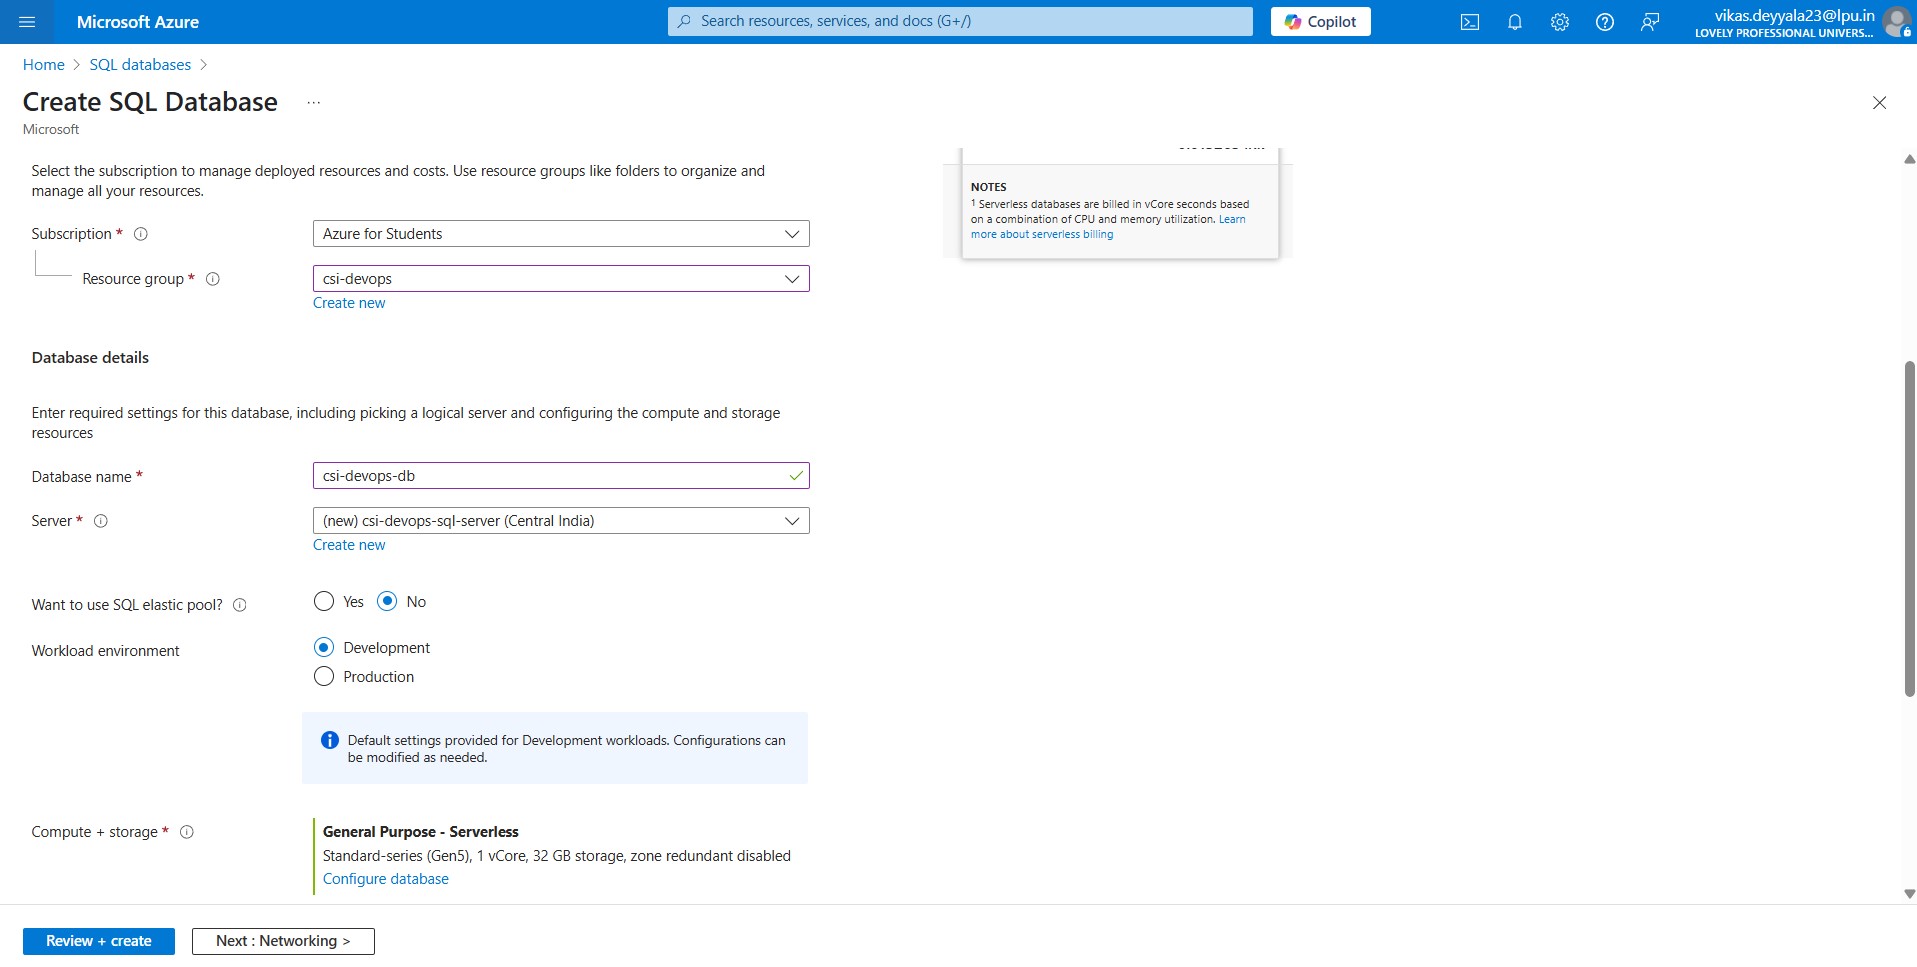 Microsoft Azure
Search resources, services, and docs (G+/)
Copilot
vikas.deyyala23@lpu.in
LOVELY PROFESSIONAL UNIVERS...
Home > SQL databases >
Create SQL Database ...
Microsoft
Select the subscription to manage deployed resources and costs. Use resource groups like folders to organize and
manage all your resources.
Subscription *
Azure for Students
Resource group *
csi-devops
Create new
Database details
Enter required settings for this database, including picking a logical server and configuring the compute and storage
resources
Database name *
csi-devops-db
Server *
(new) csi-devops-sql-server (Central India)
Create new
Want to use SQL elastic pool?
Yes
No
Workload environment
Development
Production
Default settings provided for Development workloads. Configurations can
be modified as needed.
Compute + storage *
General Purpose - Serverless
Standard-series (Gen5), 1 vCore, 32 GB storage, zone redundant disabled
Configure database
NOTES
1 Serverless databases are billed in vCore seconds based
on a combination of CPU and memory utilization. Learn
more about serverless billing
Review + create
Next : Networking >